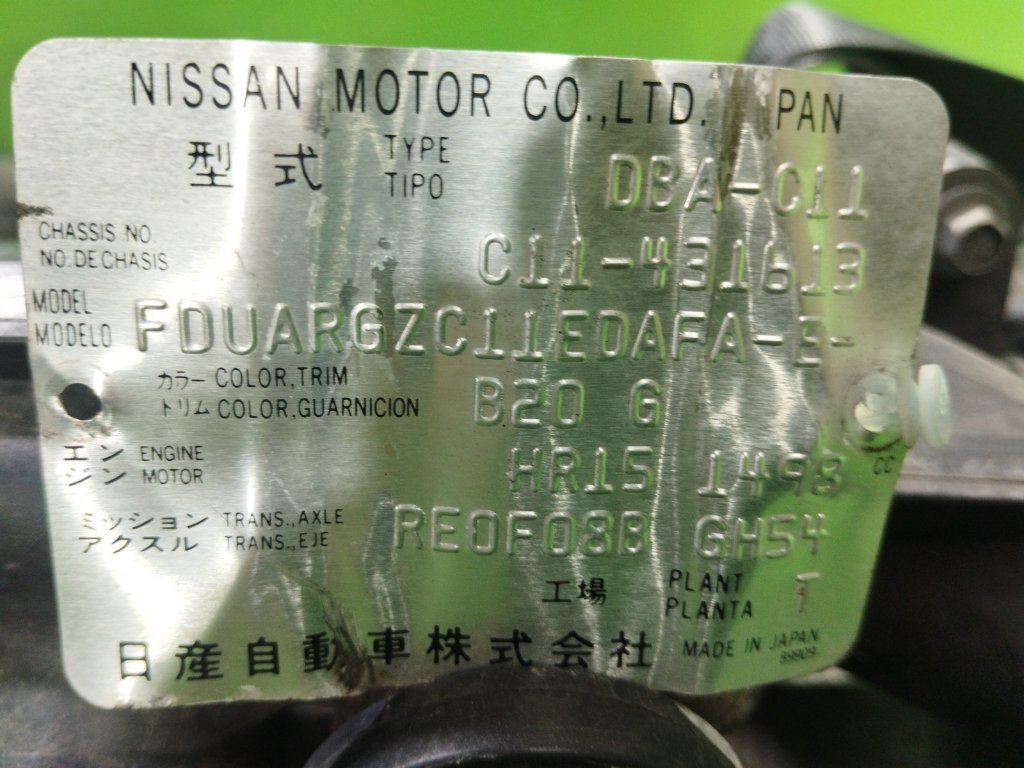 NISSAN MOTOR CO.,LTD. JAPAN
型式 TYPE TIPO DBA-C11
CHASSIS NO. NO.DE CHASIS C11-431613
MODEL MODELO FDUARGZC11EDAFA-E-
カラー COLOR,TRIM
トリム COLOR,GUARNICION B20 G
エンジン ENGINE MOTOR HR15 1498 CC
ミッション TRANS.,AXLE
アクスル TRANS.,EJE RE0F08B GH54
工場 PLANT PLANTA T
日産自動車株式会社 MADE IN JAPAN
89909